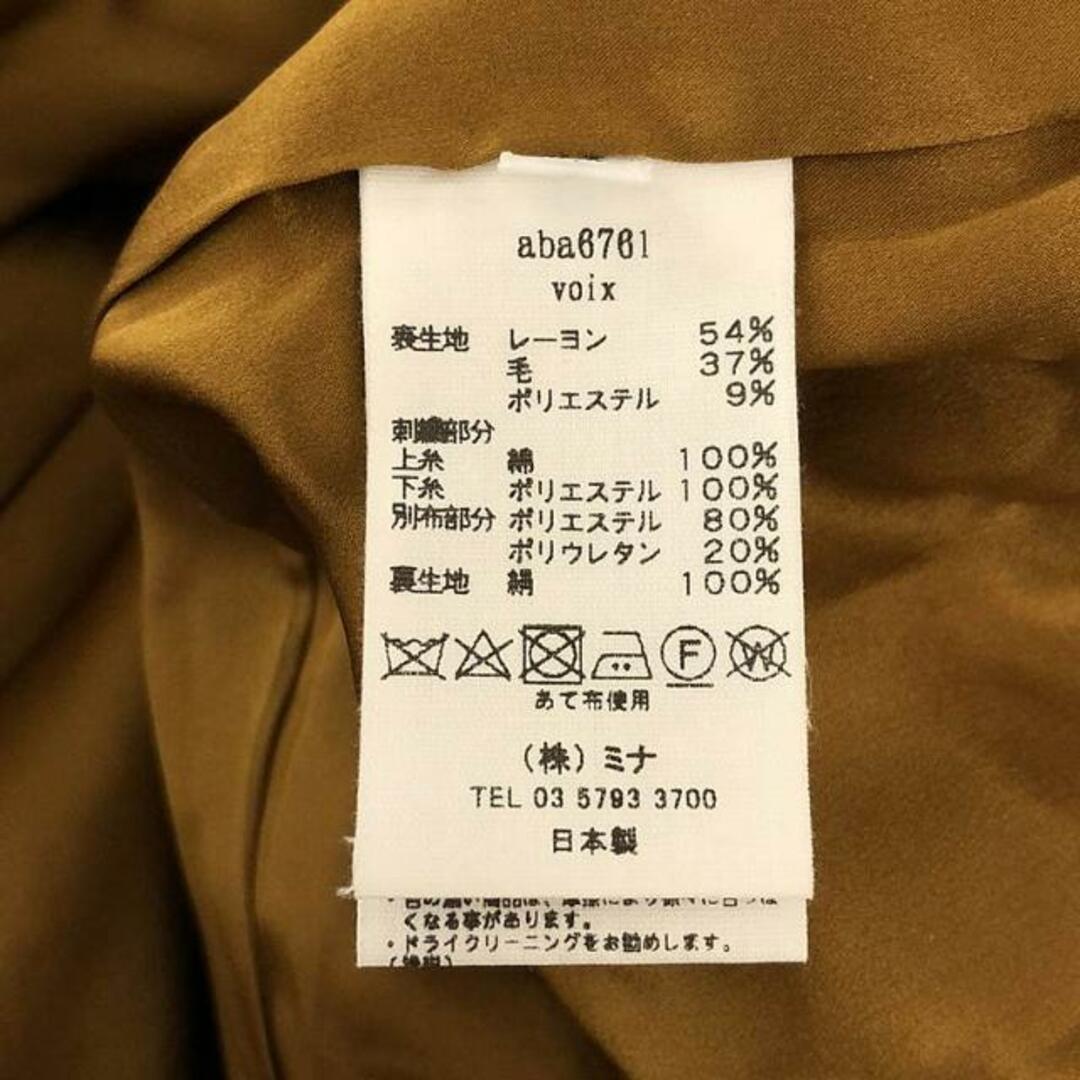 aba6761
voix
表生地 レーヨン 54%
毛 37%
ポリエステル 9%
刺繍部分
上糸 綿 100%
下糸 ポリエステル 100%
別布部分 ポリエステル 80%
ポリウレタン 20%
裏生地 絹 100%
F W
あて布使用
(株)ミナ
TEL 03 5793 3700
日本製
くなる事があります。
・ドライクリーニングをお勧めします。